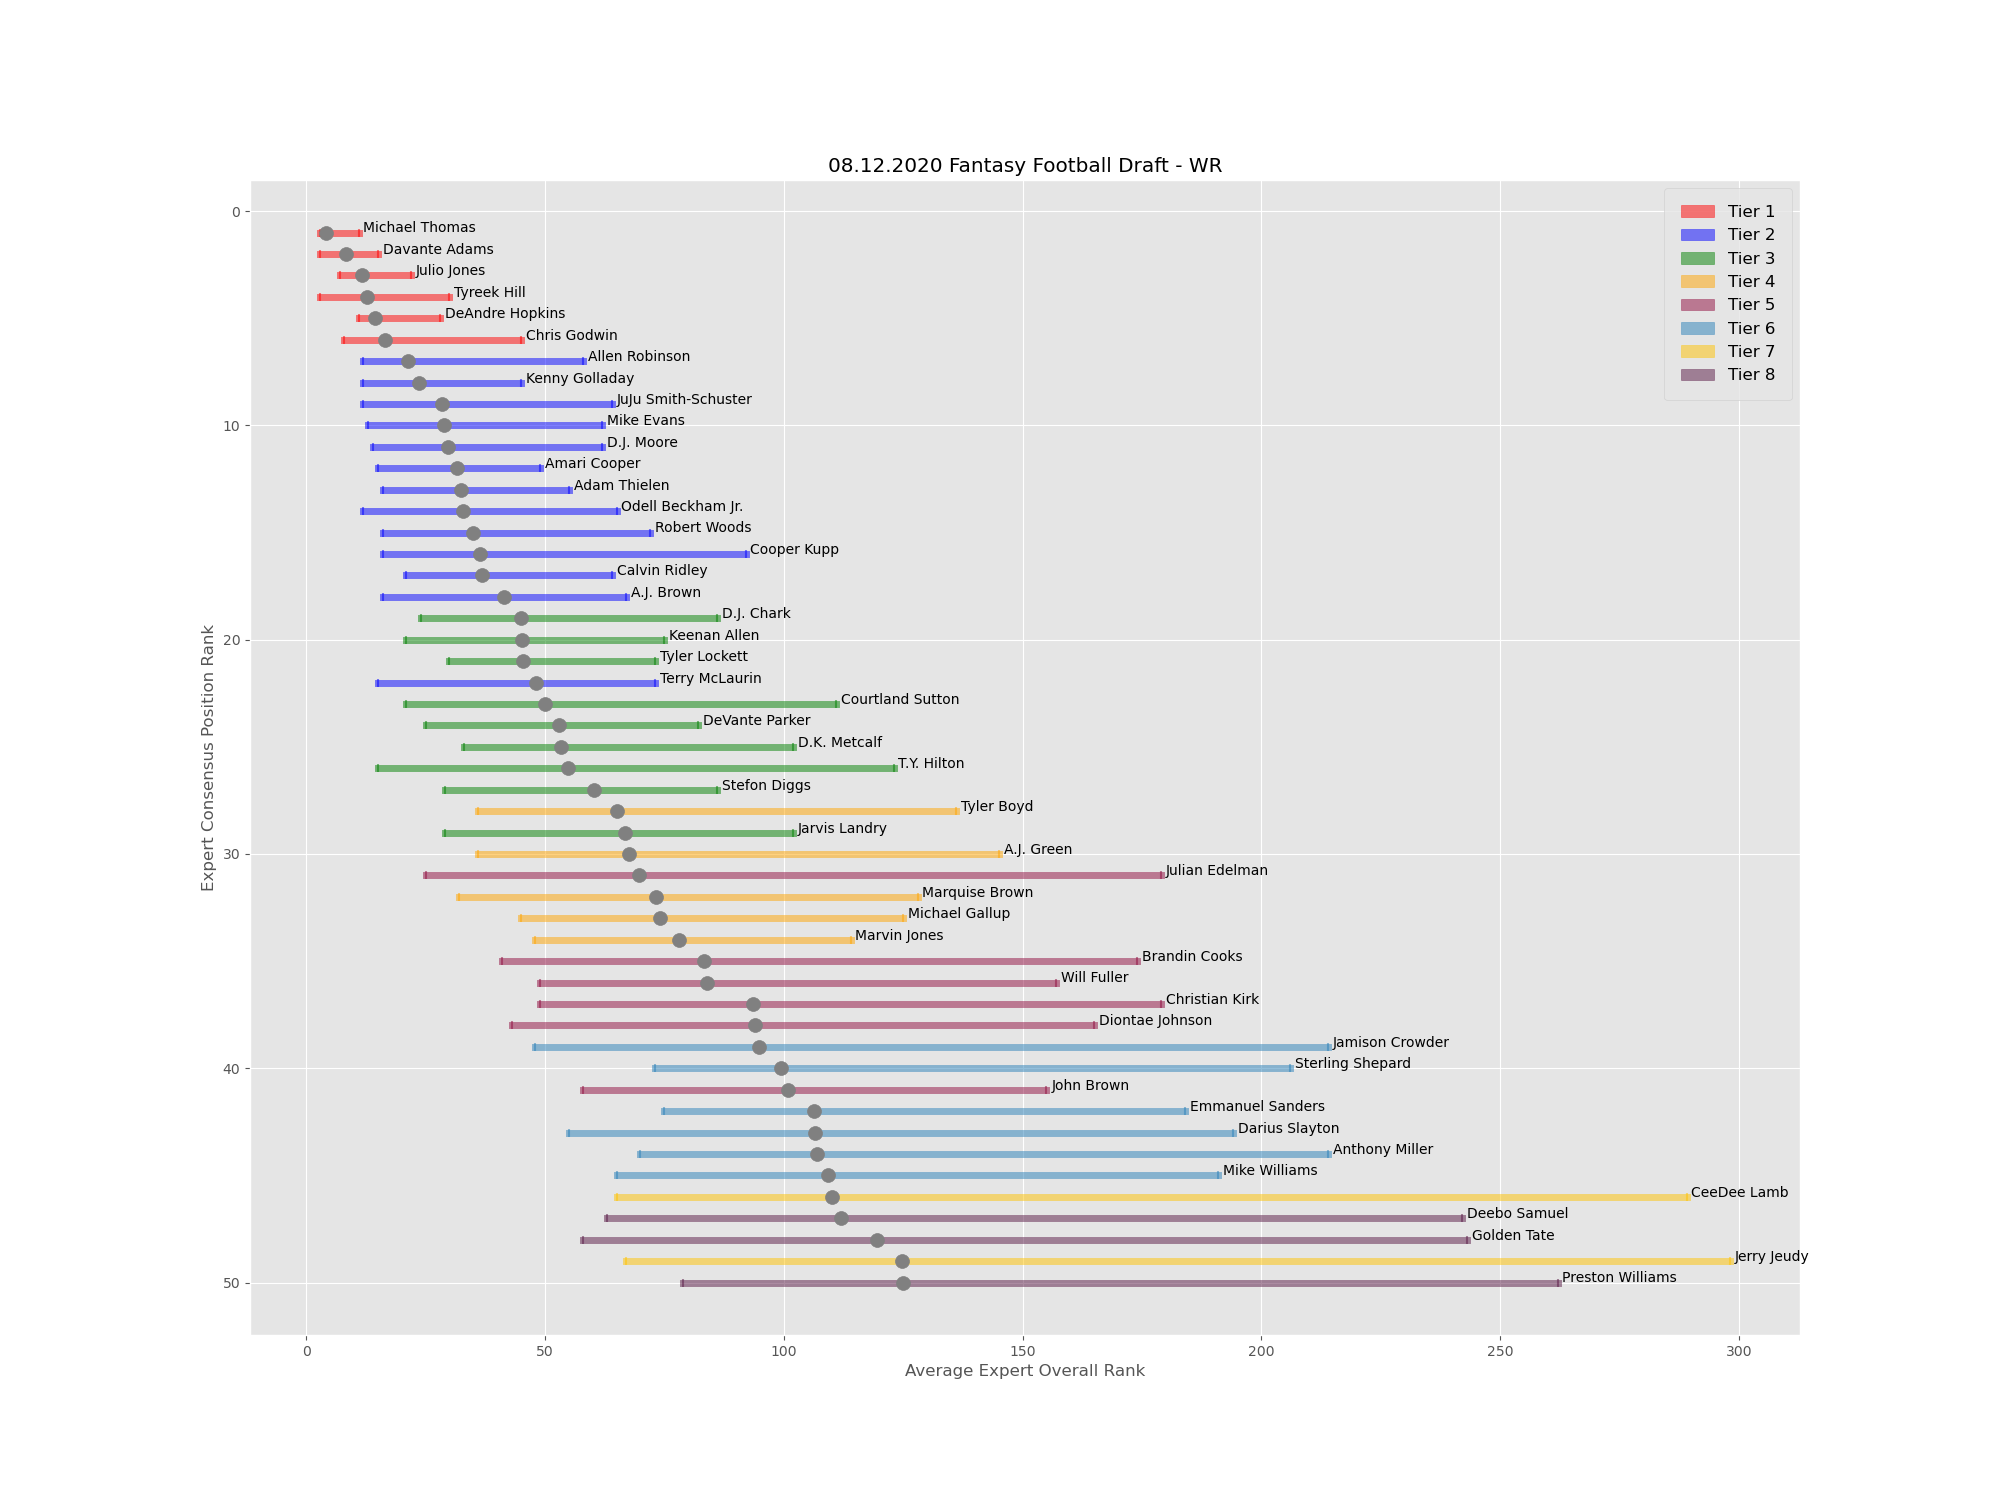 08.12.2020 Fantasy Football Draft - WR
Tier 1
Tier 2
Tier 3
Tier 4
Tier 5
Tier 6
Tier 7
Tier 8
Michael Thomas
Davante Adams
Julio Jones
Tyreek Hill
DeAndre Hopkins
Chris Godwin
Allen Robinson
Kenny Golladay
JuJu Smith-Schuster
Mike Evans
D.J. Moore
Amari Cooper
Adam Thielen
Odell Beckham Jr.
Robert Woods
Cooper Kupp
Calvin Ridley
A.J. Brown
D.J. Chark
Keenan Allen
Tyler Lockett
Terry McLaurin
Courtland Sutton
DeVante Parker
D.K. Metcalf
T.Y. Hilton
Stefon Diggs
Tyler Boyd
Jarvis Landry
A.J. Green
Julian Edelman
Marquise Brown
Michael Gallup
Marvin Jones
Brandin Cooks
Will Fuller
Christian Kirk
Diontae Johnson
Jamison Crowder
Sterling Shepard
John Brown
Emmanuel Sanders
Darius Slayton
Anthony Miller
Mike Williams
CeeDee Lamb
Deebo Samuel
Golden Tate
Jerry Jeudy
Preston Williams
0
10
20
30
40
50
Expert Consensus Position Rank
0 50 100 150 200 250 300
Average Expert Overall Rank